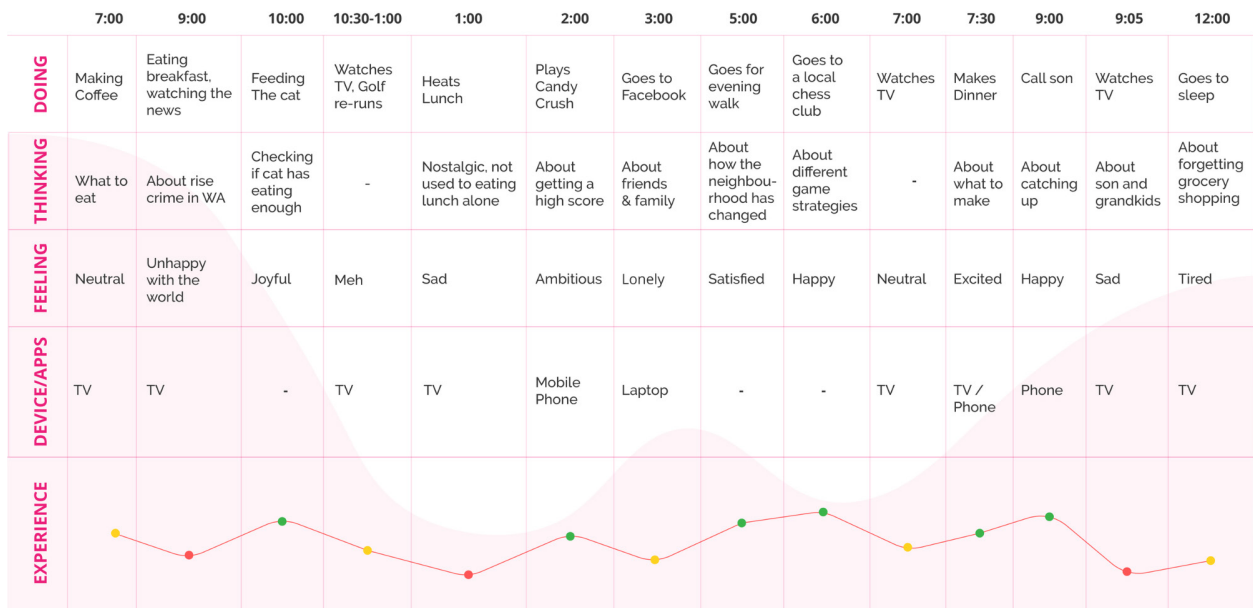 7:00 9:00 10:00 10:30-1:00 1:00 2:00 3:00 5:00 6:00 7:00 7:30 9:00 9:05 12:00
DOING
Making
Coffee
Eating
breakfast,
watching the
news
Feeding
The cat
Watches
TV, Golf
re-runs
Heats
Lunch
Plays
Candy
Crush
Goes to
Facebook
Goes for
evening
walk
Goes to
a local
chess
club
Watches
TV
Makes
Dinner
Call son
Watches
TV
Goes to
sleep
THINKING
What to
eat
About rise
crime in WA
Checking
if cat has
eating
enough
-
Nostalgic, not
used to eating
lunch alone
About
getting a
high score
About
friends
& family
About
how the
neighbou-
rhood has
changed
About
different
game
strategies
-
About
what to
make
About
catching
up
About
son and
grandkids
About
forgetting
grocery
shopping
FEELING
Neutral
Unhappy
with the
world
Joyful
Meh
Sad
Ambitious
Lonely
Satisfied
Happy
Neutral
Excited
Happy
Sad
Tired
DEVICE/APPS
TV
TV
-
TV
TV
Mobile
Phone
Laptop
-
-
TV
TV /
Phone
Phone
TV
TV
EXPERIENCE